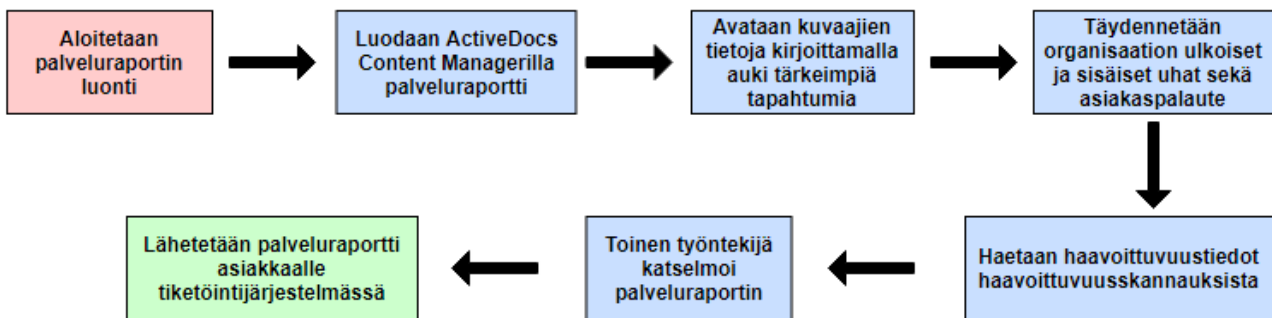 Aloitetaan
palveluraportin
luonti
Luodaan ActiveDocs
Content Managerilla
palveluraportti
Avataan kuvaajien
tietoja kirjoittamalla
auki tärkeimpiä
tapahtumia
Täydennetään
organisaation ulkoiset
ja sisäiset uhat sekä
asiakaspalaute
Haetaan haavoittuvuustiedot
haavoittuvuusskannauksista
Toinen työntekijä
katselmoi
palveluraportin
Lähetetään palveluraportti
asiakkaalle
tiketöintijärjestelmässä